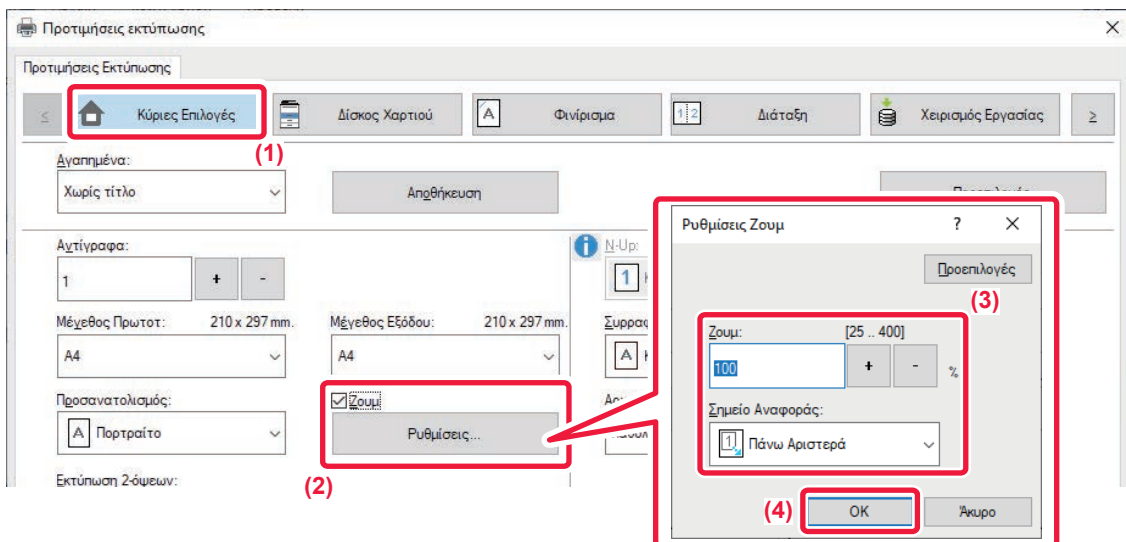 Προτιμήσεις εκτύπωσης
Προτιμήσεις Εκτύπωσης
Κύριες Επιλογές
Δίσκος Χαρτιού
Φινίρισμα
Διάταξη
Χειρισμός Εργασίας
(1)
Αγαπημένα:
Χωρίς τίτλο
Αποθήκευση
Αντίγραφα:
1
+ -
N-Up:
1
Μέγεθος Πρωτοτ: 210 x 297 mm.
A4
Μέγεθος Εξόδου: 210 x 297 mm.
A4
Προσανατολισμός:
A Πορτραίτο
Ζουμ
Ρυθμίσεις...
(2)
Εκτύπωση 2-όψεων:
Ρυθμίσεις Ζουμ ? ×
Προεπιλογές
(3)
Ζουμ: [25 .. 400]
100 + - %
Σημείο Αναφοράς:
1 Πάνω Αριστερά
(4)
OK
Άκυρο